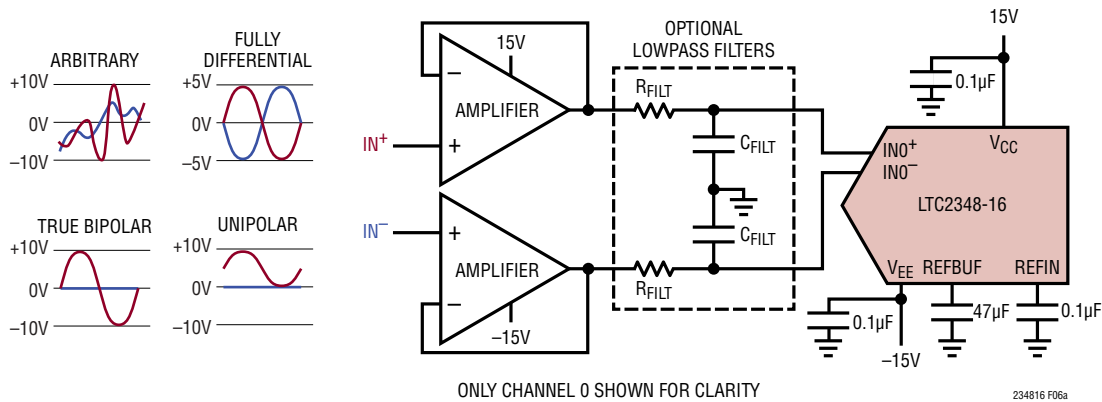 ARBITRARY
+10V
0V
–10V
FULLY
DIFFERENTIAL
+5V
0V
–5V
TRUE BIPOLAR
+10V
0V
–10V
UNIPOLAR
+10V
0V
–10V
15V
–
AMPLIFIER
+
IN+
IN–
+
AMPLIFIER
–
–15V
OPTIONAL
LOWPASS FILTERS
RFILT
CFILT
CFILT
RFILT
15V
0.1µF
VCC
IN0+
IN0–
LTC2348-16
VEE
REFBUF
REFIN
0.1µF
–15V
47µF
0.1µF
ONLY CHANNEL 0 SHOWN FOR CLARITY
234816 F06a